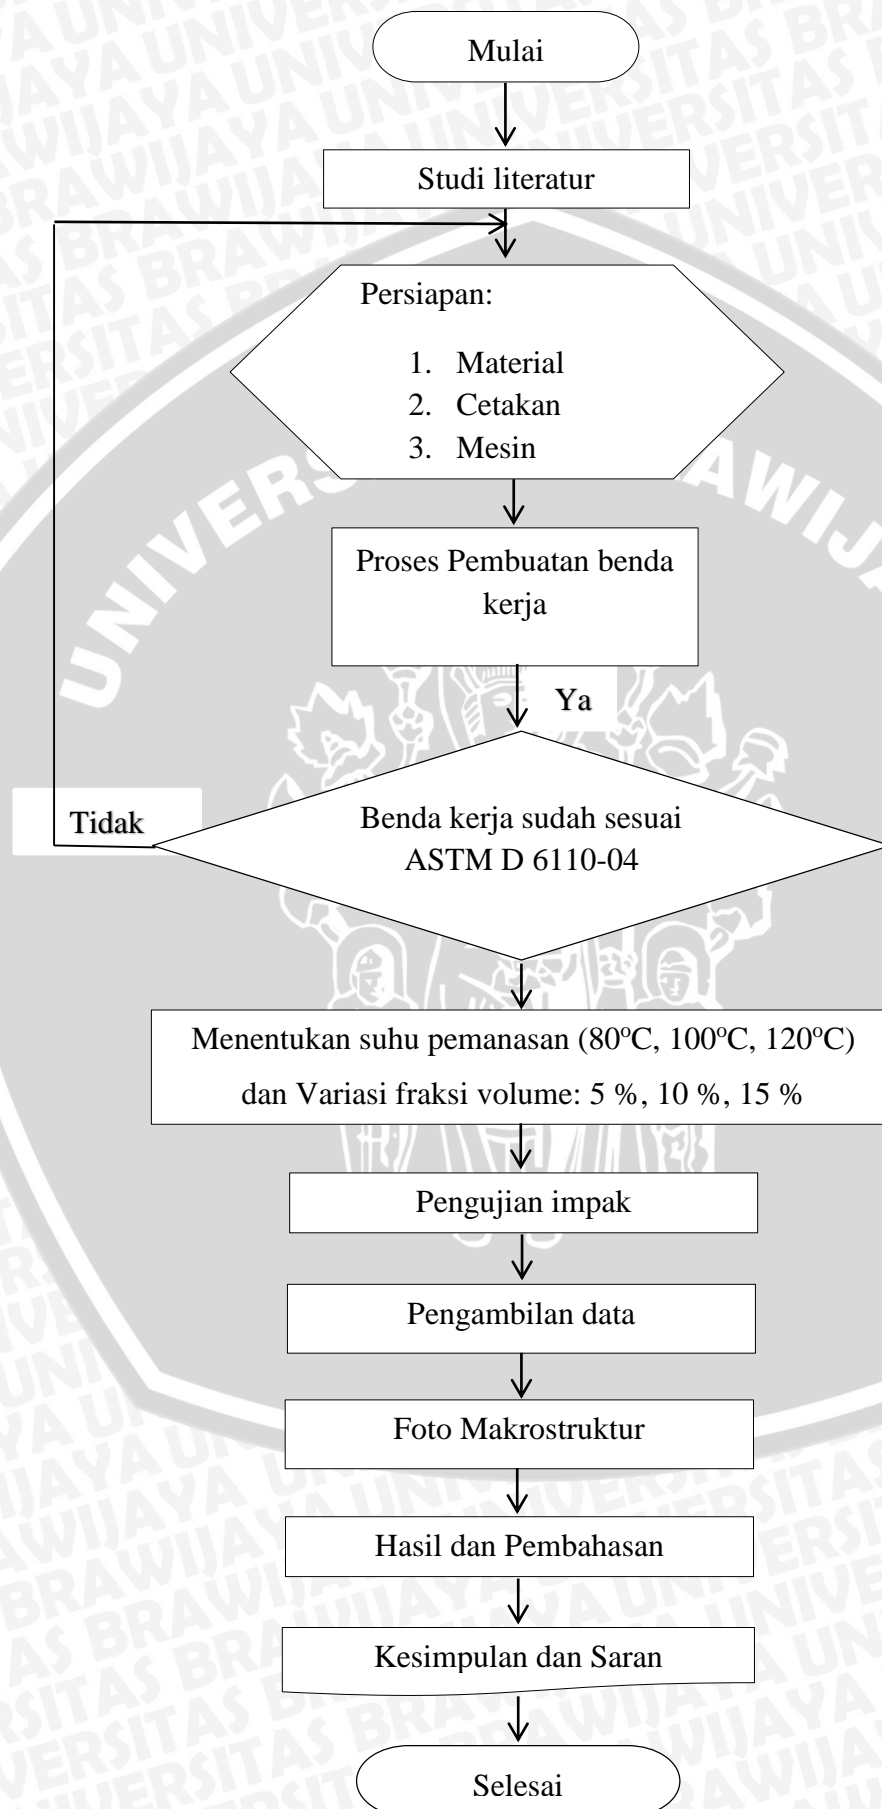 Mulai
Studi literatur
Persiapan:
1. Material
2. Cetakan
3. Mesin
Proses Pembuatan benda
kerja
Ya
Tidak
Benda kerja sudah sesuai
ASTM D 6110-04
Menentukan suhu pemanasan (80ºC, 100ºC, 120ºC)
dan Variasi fraksi volume: 5 %, 10 %, 15 %
Pengujian impak
Pengambilan data
Foto Makrostruktur
Hasil dan Pembahasan
Kesimpulan dan Saran
Selesai